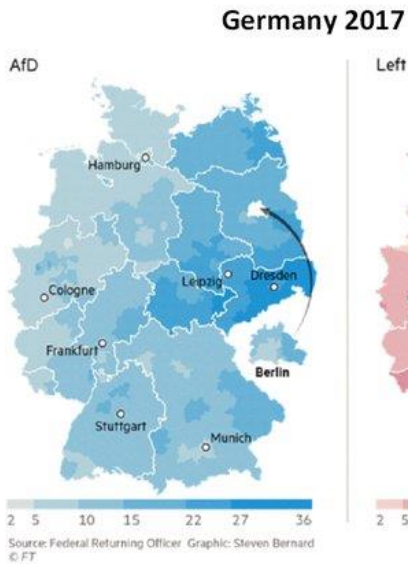 Germany 2017
AfD
Left
Hamburg
Leipzig
Dresden
Cologne
Frankfurt
Berlin
Stuttgart
Munich
2 5 10 15 22 27 36
2 5
Source: Federal Returning Officer Graphic: Steven Bernard
© FT